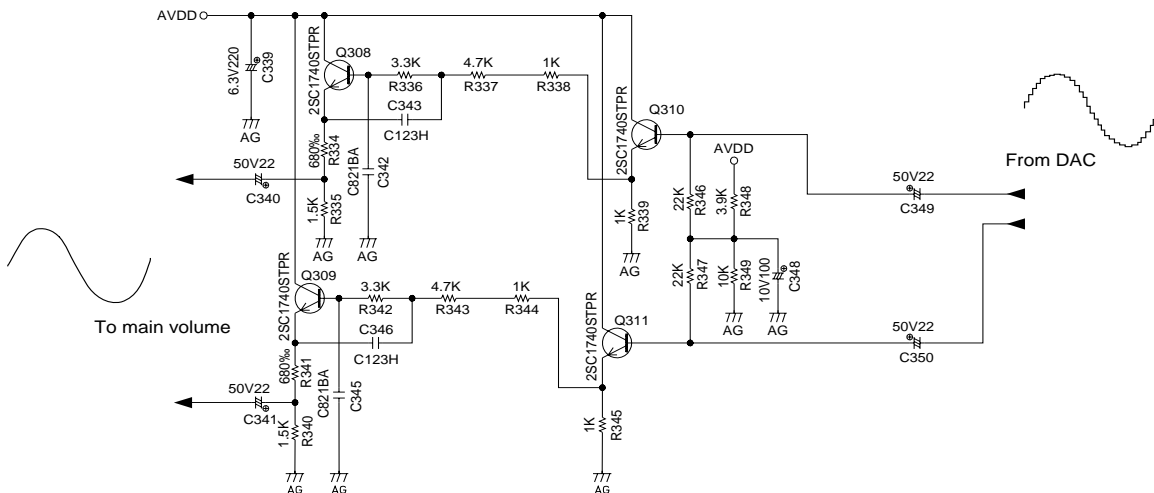 AVDD
6.3V220
C339
AG
2SC1740STPR
Q308
3.3K
R336
4.7K
R337
1K
R338
C343
C123H
680‰
R334
C821BA
C342
50V22
C340
1.5K
R335
AG
AG
2SC1740STPR
Q310
1K
R339
AG
AVDD
22K
R346
3.9K
R348
50V22
C349
From DAC
22K
R347
10K
R349
10V100
C348
AG
AG
To main volume
2SC1740STPR
Q309
3.3K
R342
4.7K
R343
1K
R344
C346
C123H
680‰
R341
C821BA
C345
50V22
C341
1.5K
R340
AG
AG
2SC1740STPR
Q311
1K
R345
AG
50V22
C350